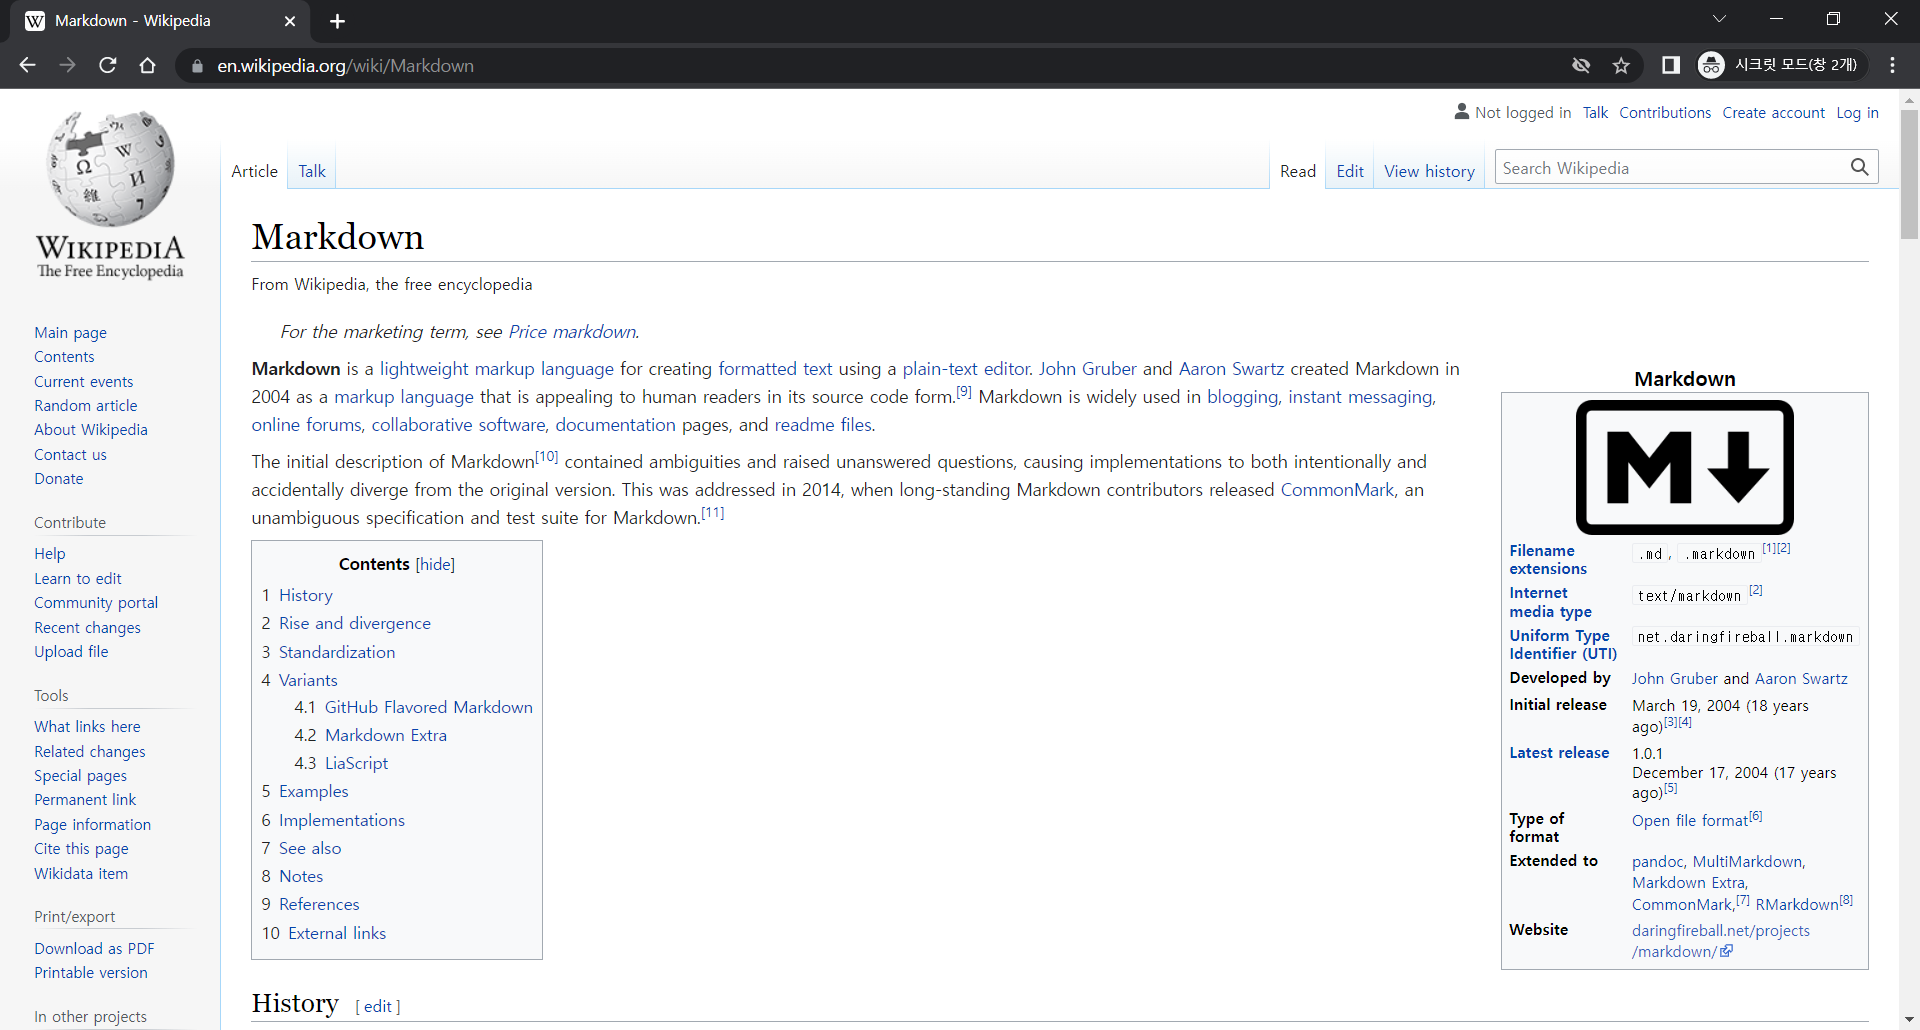 Markdown - Wikipedia
en.wikipedia.org/wiki/Markdown
시크릿 모드(창 2개)
Not logged in Talk Contributions Create account Log in
Article Talk
Read Edit View history
Search Wikipedia
WIKIPEDIA
The Free Encyclopedia
Main page
Contents
Current events
Random article
About Wikipedia
Contact us
Donate
Contribute
Help
Learn to edit
Community portal
Recent changes
Upload file
Tools
What links here
Related changes
Special pages
Permanent link
Page information
Cite this page
Wikidata item
Print/export
Download as PDF
Printable version
In other projects
Markdown
From Wikipedia, the free encyclopedia
For the marketing term, see Price markdown.
Markdown is a lightweight markup language for creating formatted text using a plain-text editor. John Gruber and Aaron Swartz created Markdown in
2004 as a markup language that is appealing to human readers in its source code form.[9] Markdown is widely used in blogging, instant messaging,
online forums, collaborative software, documentation pages, and readme files.
The initial description of Markdown[10] contained ambiguities and raised unanswered questions, causing implementations to both intentionally and
accidentally diverge from the original version. This was addressed in 2014, when long-standing Markdown contributors released CommonMark, an
unambiguous specification and test suite for Markdown.[11]
Contents [hide]
1 History
2 Rise and divergence
3 Standardization
4 Variants
4.1 GitHub Flavored Markdown
4.2 Markdown Extra
4.3 LiaScript
5 Examples
6 Implementations
7 See also
8 Notes
9 References
10 External links
History [ edit ]
Markdown
M
Filename
extensions
.md, .markdown [1][2]
Internet
media type
text/markdown [2]
Uniform Type
Identifier (UTI)
net.daringfireball.markdown
Developed by John Gruber and Aaron Swartz
Initial release March 19, 2004 (18 years
ago)[3][4]
Latest release 1.0.1
December 17, 2004 (17 years
ago)[5]
Type of
format
Open file format[6]
Extended to pandoc, MultiMarkdown,
Markdown Extra,
CommonMark,[7] RMarkdown[8]
Website daringfireball.net/projects
/markdown/